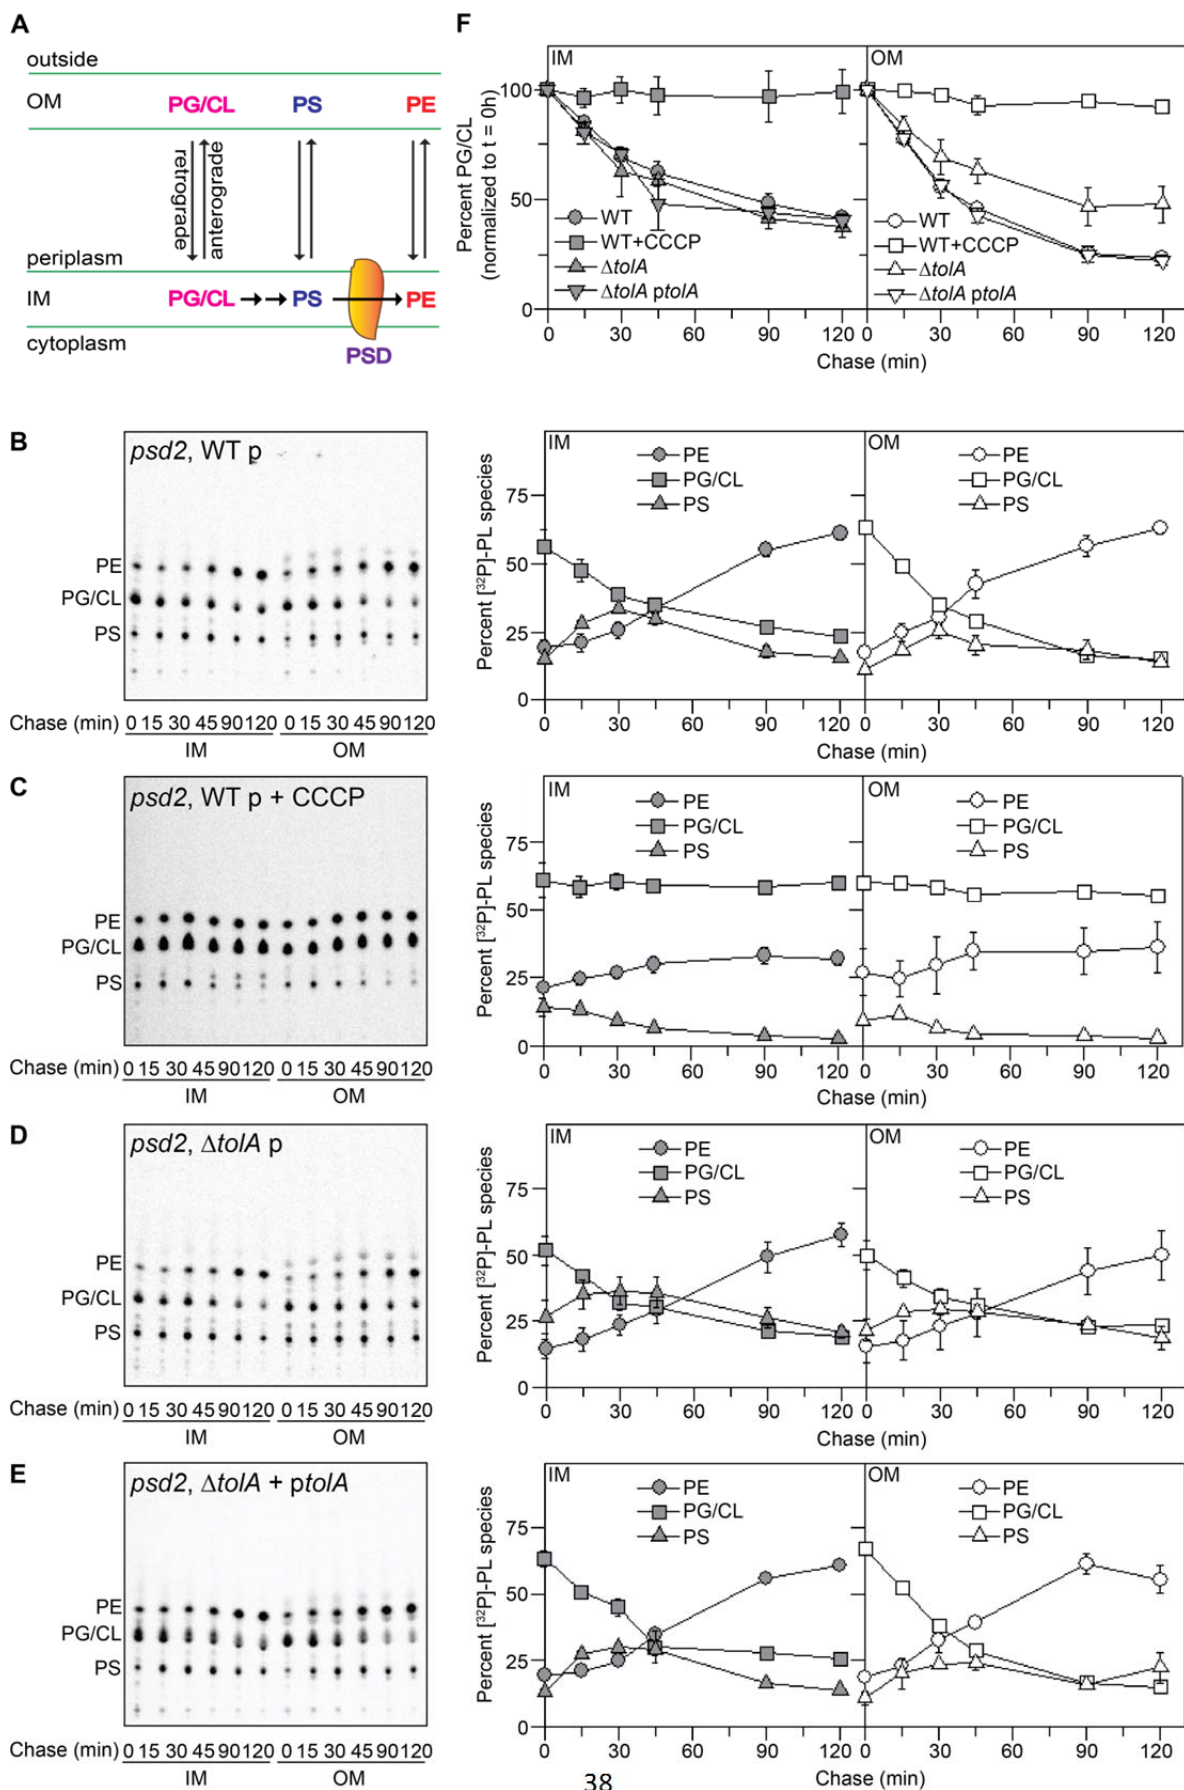 A
outside
OM
PG/CL
PS
PE
retrograde
anterograde
periplasm
IM
PG/CL
PS
PE
cytoplasm
PSD
F
IM
OM
Percent PG/CL
(normalized to t = 0h)
100
50
0
WT
WT+CCCP
ΔtolA
ΔtolA ptolA
WT
WT+CCCP
ΔtolA
ΔtolA ptolA
0 30 60 90 120 0 30 60 90 120
Chase (min)
B
psd2, WT p
PE
PG/CL
PS
Chase (min) 0 15 30 45 90 120 0 15 30 45 90 120
IM OM
IM
OM
Percent [32P]-PL species
75
50
25
0
PE
PG/CL
PS
PE
PG/CL
PS
0 30 60 90 120 0 30 60 90 120
Chase (min)
C
psd2, WT p + CCCP
PE
PG/CL
PS
Chase (min) 0 15 30 45 90 120 0 15 30 45 90 120
IM OM
IM
OM
Percent [32P]-PL species
75
50
25
0
PE
PG/CL
PS
PE
PG/CL
PS
0 30 60 90 120 0 30 60 90 120
Chase (min)
D
psd2, ΔtolA p
PE
PG/CL
PS
Chase (min) 0 15 30 45 90 120 0 15 30 45 90 120
IM OM
IM
OM
Percent [32P]-PL species
75
50
25
0
PE
PG/CL
PS
PE
PG/CL
PS
0 30 60 90 120 0 30 60 90 120
Chase (min)
E
psd2, ΔtolA + ptolA
PE
PG/CL
PS
Chase (min) 0 15 30 45 90 120 0 15 30 45 90 120
IM OM
IM
OM
Percent [32P]-PL species
75
50
25
0
PE
PG/CL
PS
PE
PG/CL
PS
0 30 60 90 120 0 30 60 90 120
Chase (min)
38